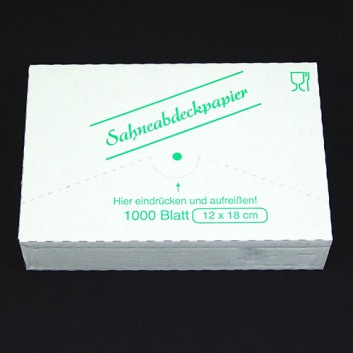 Sahneabdeckpapier
Hier eindrücken und aufreißen!
1000 Blatt 12 x 18 cm